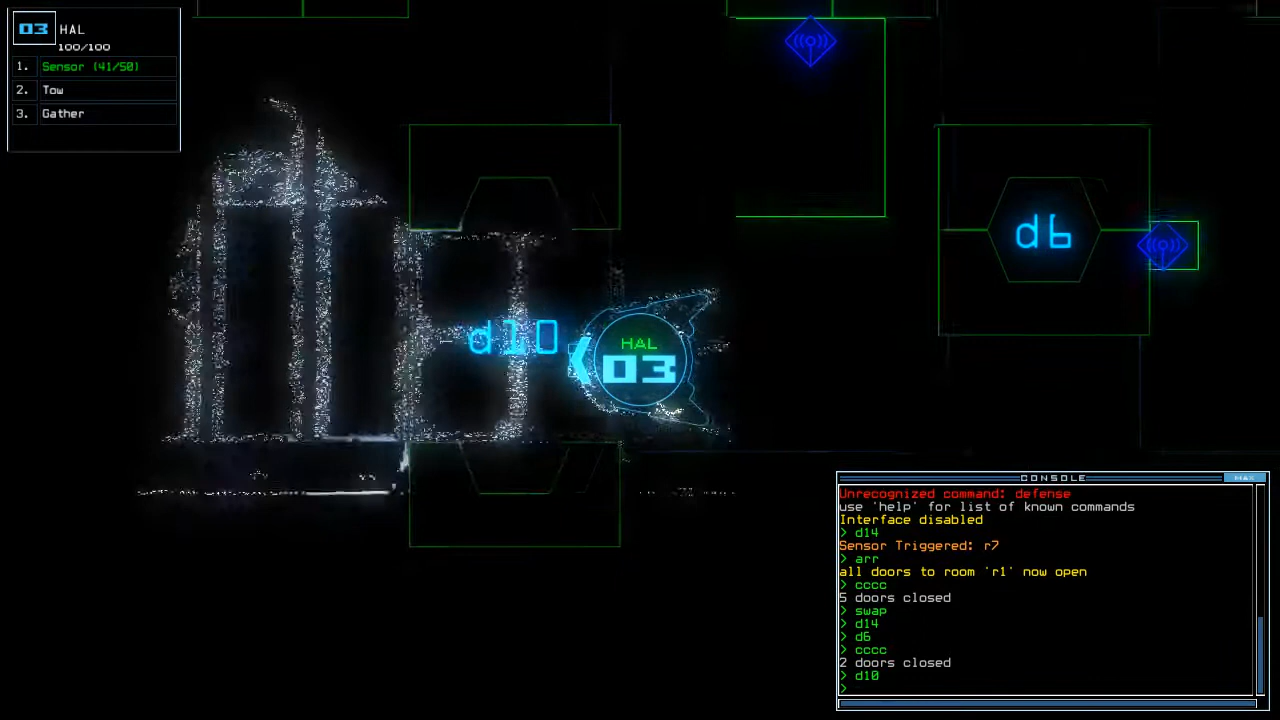 03 HAL
100/100
1. Sensor (41/50)
2. Tow
3. Gather
d6
d10
HAL
03
CONSOLE
MAX
Unrecognized command: defense
use 'help' for list of known commands
Interface disabled
> d14
Sensor Triggered: r7
> arr
all doors to room 'r1' now open
> cccc
5 doors closed
> swap
> d14
> d6
> cccc
2 doors closed
> d10
>